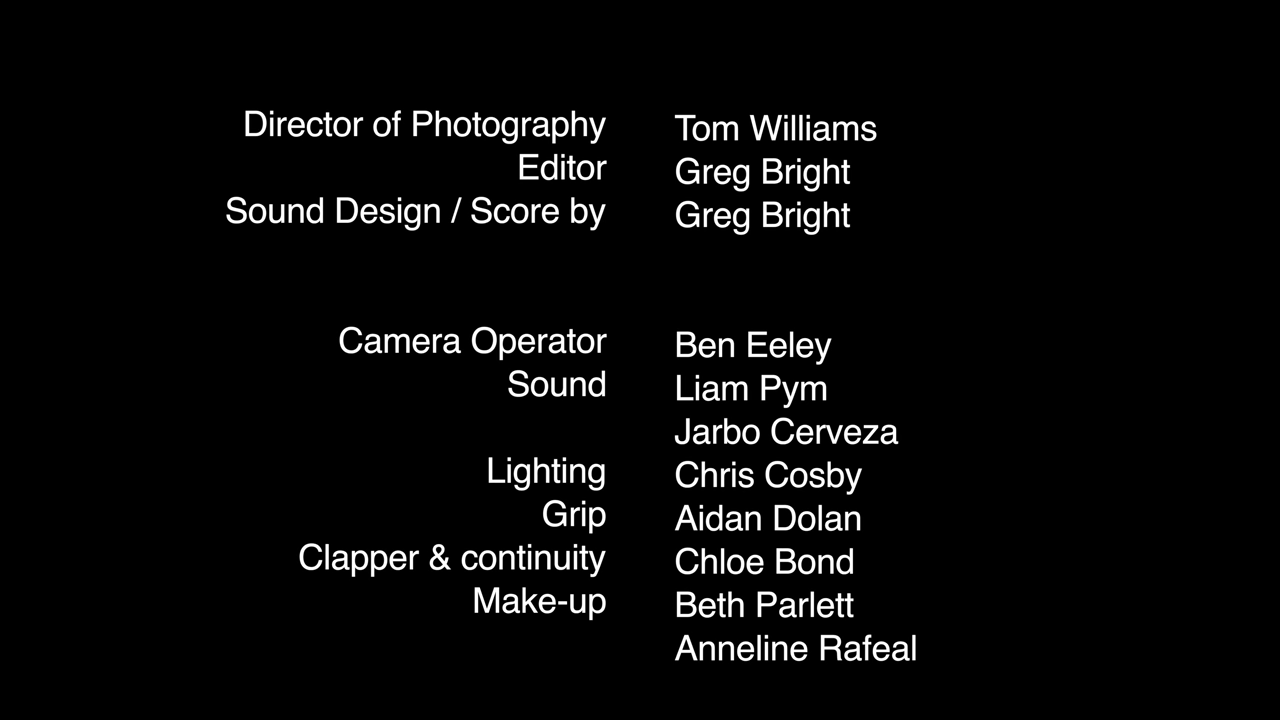 Director of Photography Tom Williams
Editor Greg Bright
Sound Design / Score by Greg Bright
Camera Operator Ben Eeley
Sound Liam Pym
Jarbo Cerveza
Lighting Chris Cosby
Grip Aidan Dolan
Clapper & continuity Chloe Bond
Make-up Beth Parlett
Anneline Rafeal